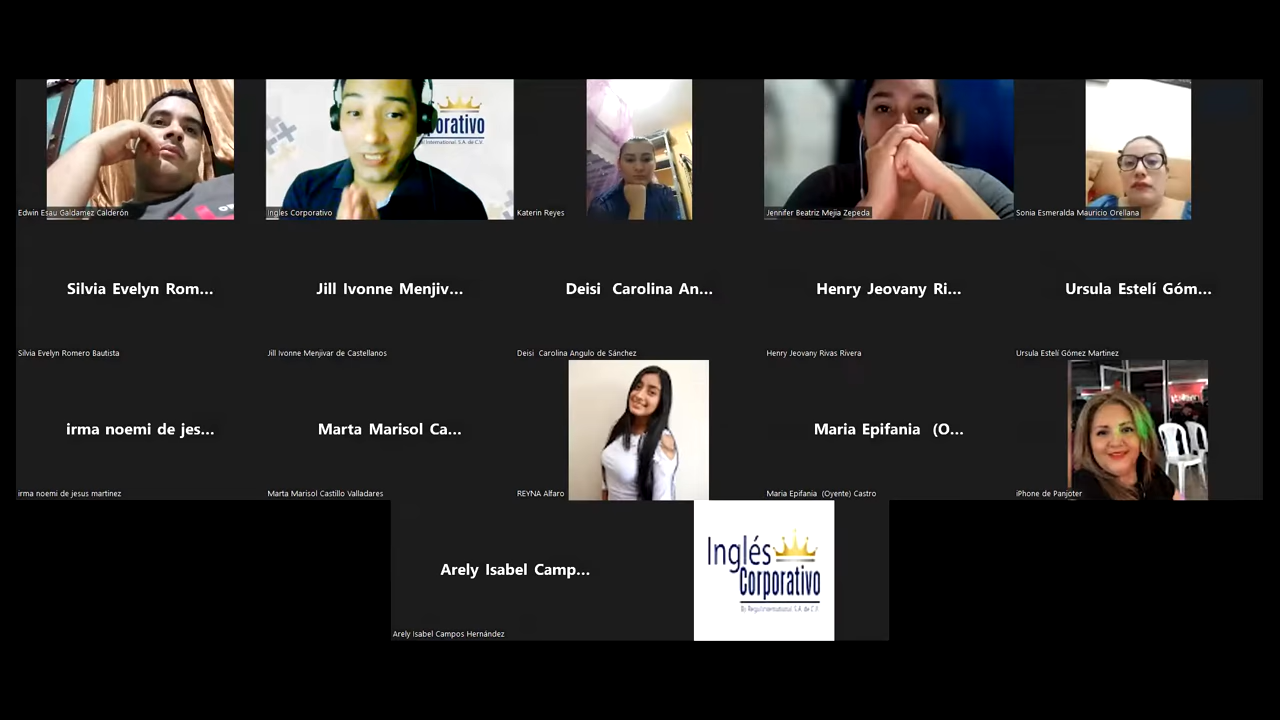 orporativo
Edwin Esau Galdamez Calderón
Ingles Corporativo
Katerin Reyes
Jennifer Beatriz Mejia Zepeda
Sonia Esmeralda Mauricio Orellana
Silvia Evelyn Rom...
Jill Ivonne Menjiv...
Deisi Carolina An...
Henry Jeovany Ri...
Ursula Estelí Góm...
Silvia Evelyn Romero Bautista
Jill Ivonne Menjivar de Castellanos
Deisi Carolina Angulo de Sánchez
Henry Jeovany Rivas Rivera
Ursula Estelí Gómez Martinez
irma noemi de jes...
Marta Marisol Ca...
Maria Epifania (O...
irma noemi de jesus martinez
Marta Marisol Castillo Valladares
REYNA Alfaro
Maria Epifania (Oyente) Castro
iPhone de Panjoter
Arely Isabel Camp...
Inglés
Corporativo
Arely Isabel Campos Hernández